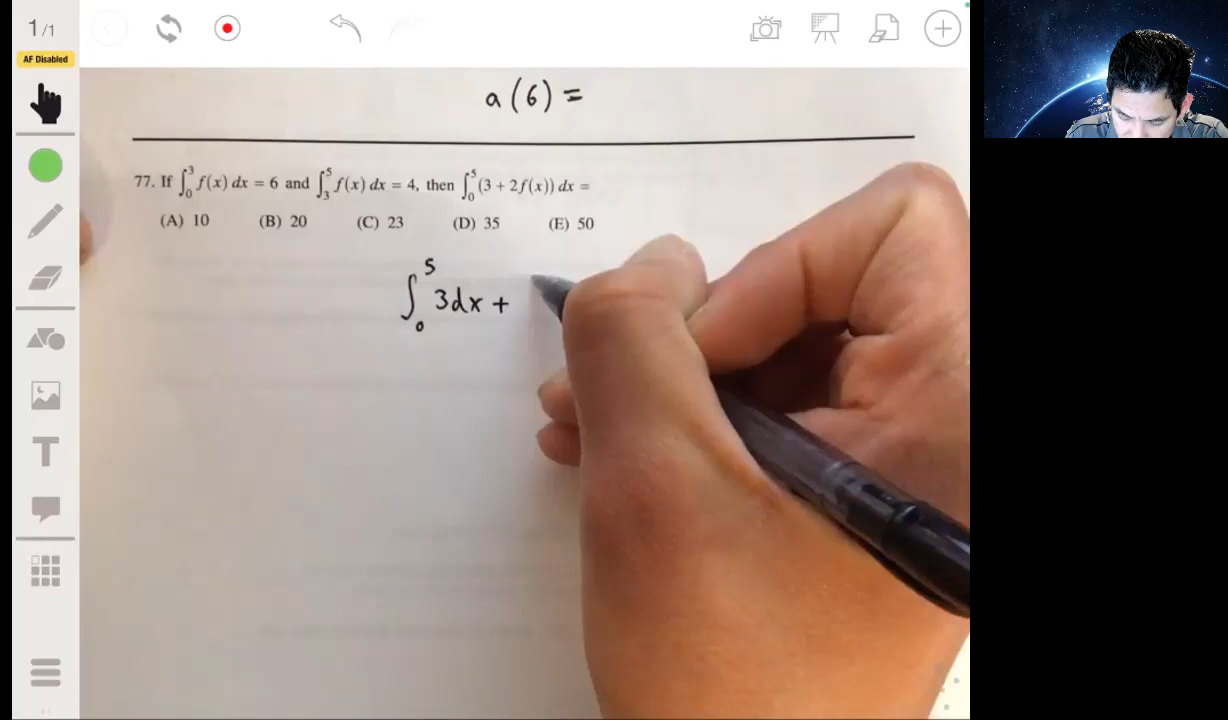 1/1
AF Disabled
a(6) =
77. If ∫₀³ f(x) dx = 6 and ∫₃⁵ f(x) dx = 4, then ∫₀⁵ (3 + 2f(x)) dx =
(A) 10 (B) 20 (C) 23 (D) 35 (E) 50
∫₀⁵ 3dx +
T